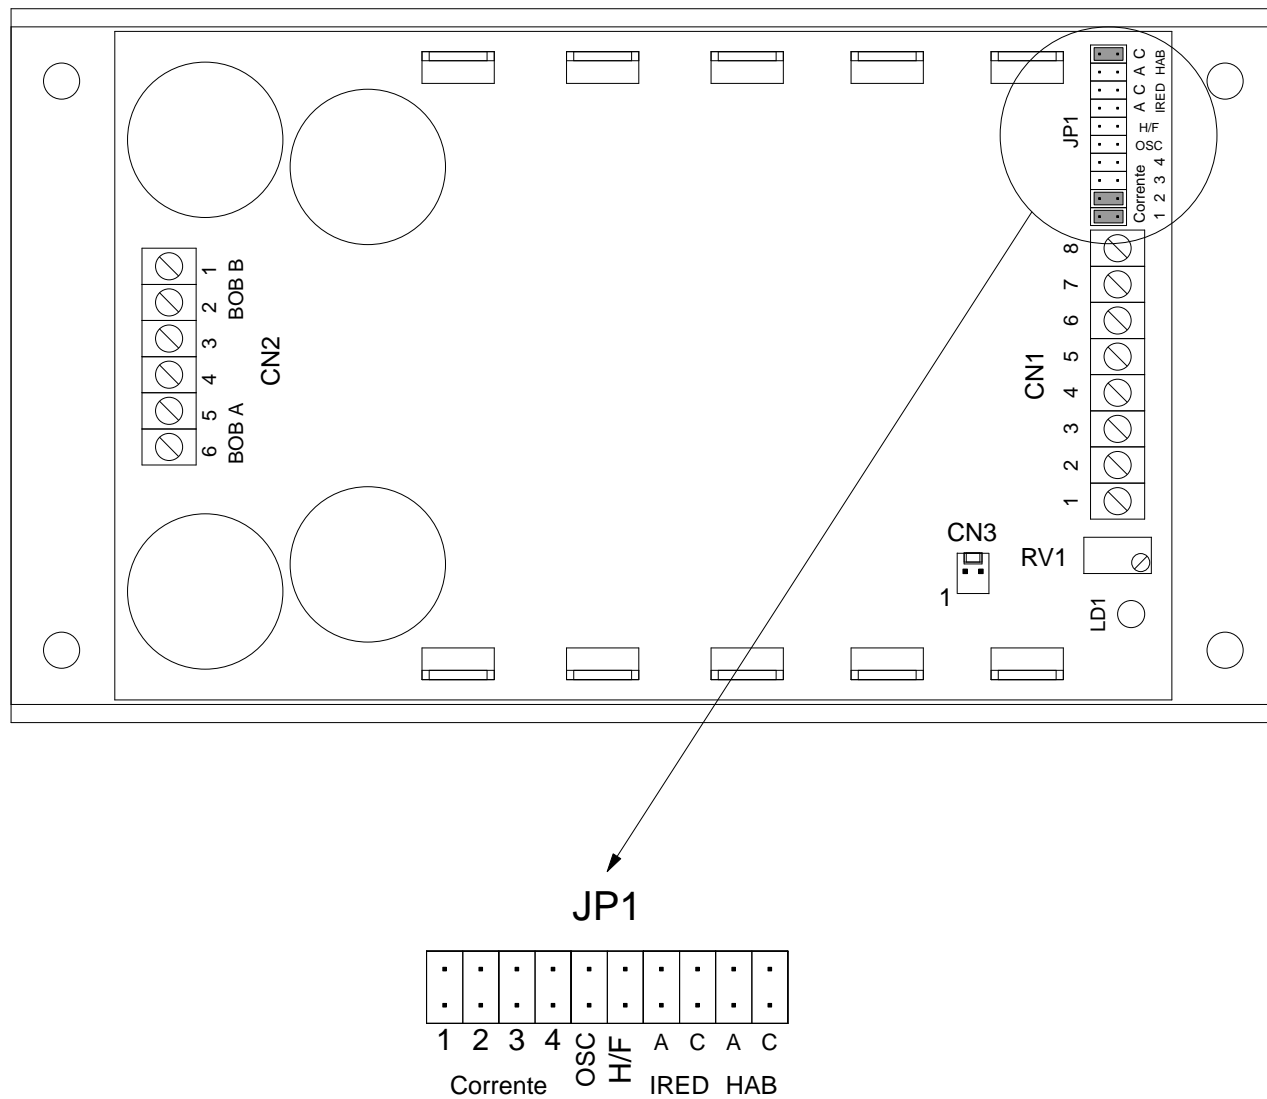 C
A
HAB
C
A
IRED
H/F
OSC
4
3
2
1
Corrente
JP1
1
2
3
4
5
6
BOB B
BOB A
CN2
8
7
6
5
4
3
2
1
CN1
CN3
1
RV1
LD1
JP1
1 2 3 4 OSC H/F A C A C
Corrente IRED HAB